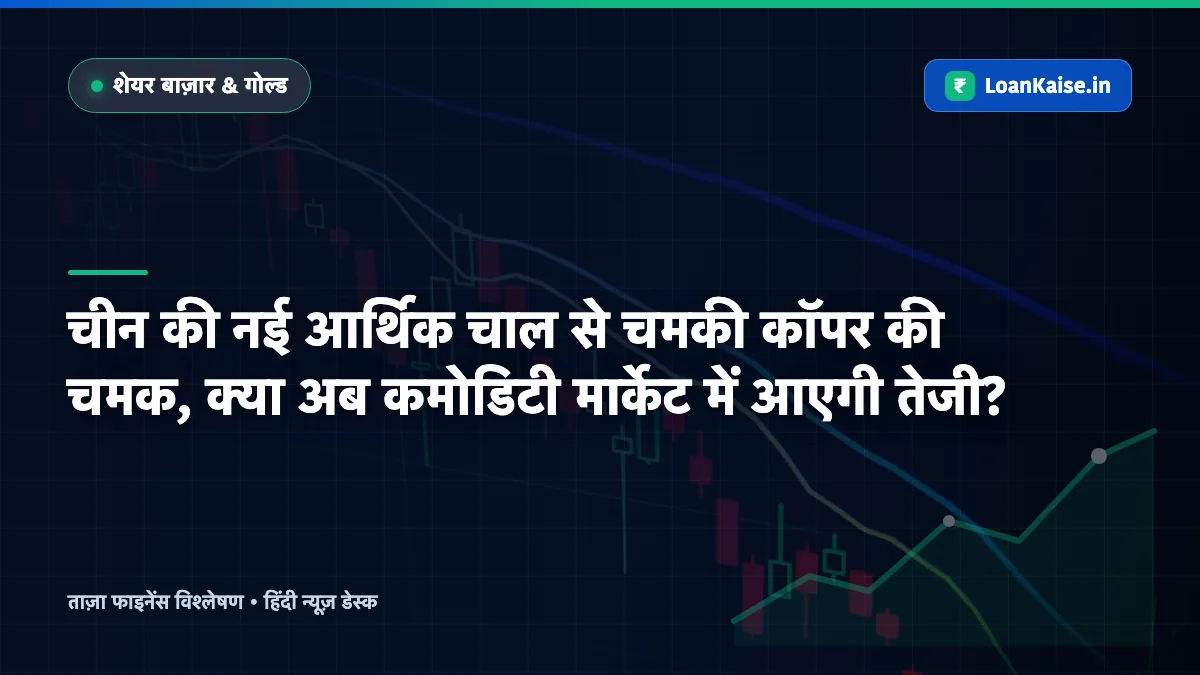 शेयर बाज़ार & गोल्ड
₹ LoanKaise.in
चीन की नई आर्थिक चाल से चमकी कॉपर की
चमक, क्या अब कमोडिटी मार्केट में आएगी तेजी?
ताज़ा फाइनेंस विश्लेषण • हिंदी न्यूज़ डेस्क